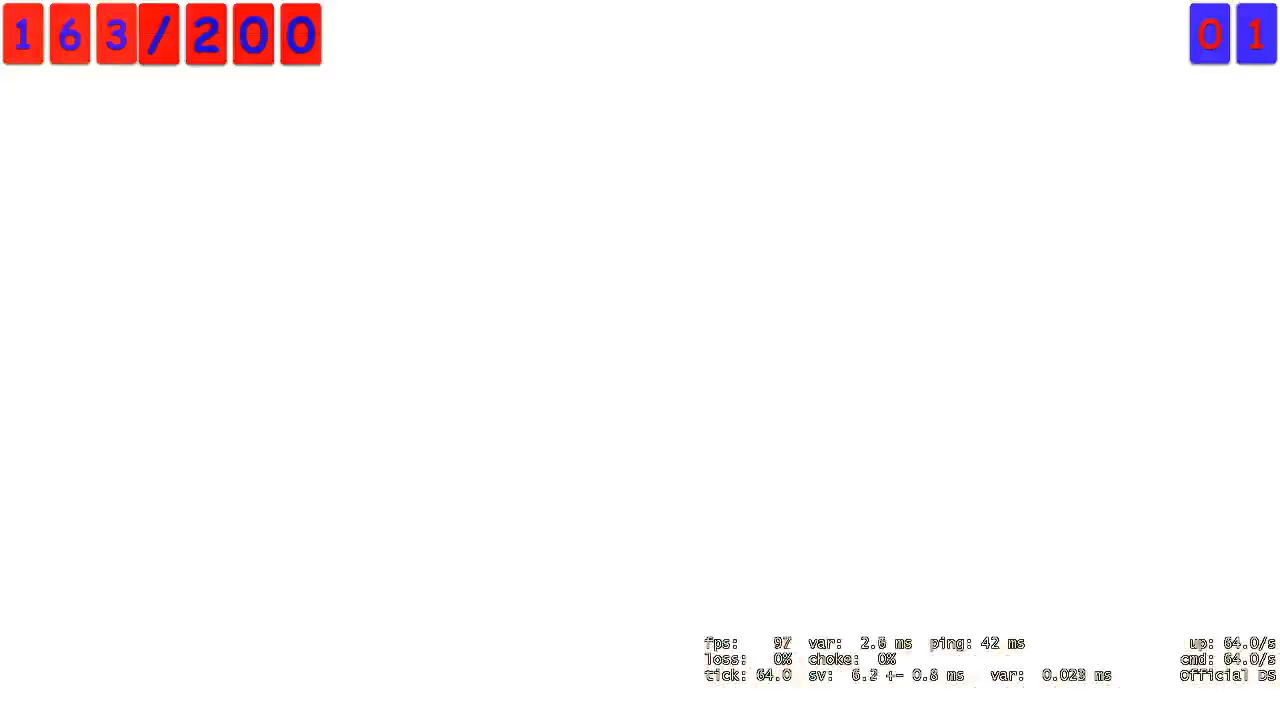 163/200 01
fps: 97 var: 2.6 ms ping: 42 ms up: 64.0/s
loss: 0% choke: 0% cmd: 64.0/s
tick: 64.0 sv: 6.2 +- 0.8 ms var: 0.023 ms Official DS